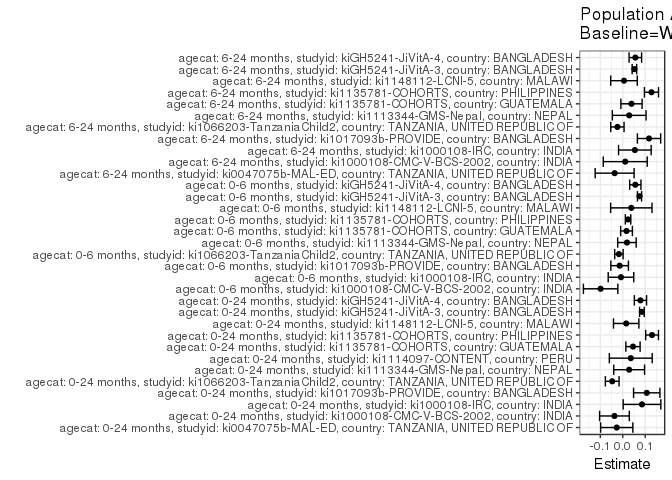 Population
Baseline=W
agecat: 6-24 months, studyid: kiGH5241-JiVitA-4, country: BANGLADESH
agecat: 6-24 months, studyid: kiGH5241-JiVitA-3, country: BANGLADESH
agecat: 6-24 months, studyid: ki1148112-LCNI-5, country: MALAWI
agecat: 6-24 months, studyid: ki1135781-COHORTS, country: PHILIPPINES
agecat: 6-24 months, studyid: ki1135781-COHORTS, country: GUATEMALA
agecat: 6-24 months, studyid: ki1113344-GMS-Nepal, country: NEPAL
agecat: 6-24 months, studyid: ki1066203-TanzaniaChild2, country: TANZANIA, UNITED REPUBLIC OF
agecat: 6-24 months, studyid: ki1017093b-PROVIDE, country: BANGLADESH
agecat: 6-24 months, studyid: ki1000108-IRC, country: INDIA
agecat: 6-24 months, studyid: ki1000108-CMC-V-BCS-2002, country: INDIA
agecat: 6-24 months, studyid: ki0047075b-MAL-ED, country: TANZANIA, UNITED REPUBLIC OF
agecat: 0-6 months, studyid: kiGH5241-JiVitA-4, country: BANGLADESH
agecat: 0-6 months, studyid: kiGH5241-JiVitA-3, country: BANGLADESH
agecat: 0-6 months, studyid: ki1148112-LCNI-5, country: MALAWI
agecat: 0-6 months, studyid: ki1135781-COHORTS, country: PHILIPPINES
agecat: 0-6 months, studyid: ki1135781-COHORTS, country: GUATEMALA
agecat: 0-6 months, studyid: ki1113344-GMS-Nepal, country: NEPAL
agecat: 0-6 months, studyid: ki1066203-TanzaniaChild2, country: TANZANIA, UNITED REPUBLIC OF
agecat: 0-6 months, studyid: ki1017093b-PROVIDE, country: BANGLADESH
agecat: 0-6 months, studyid: ki1000108-IRC, country: INDIA
agecat: 0-6 months, studyid: ki1000108-CMC-V-BCS-2002, country: INDIA
agecat: 0-24 months, studyid: kiGH5241-JiVitA-4, country: BANGLADESH
agecat: 0-24 months, studyid: kiGH5241-JiVitA-3, country: BANGLADESH
agecat: 0-24 months, studyid: ki1148112-LCNI-5, country: MALAWI
agecat: 0-24 months, studyid: ki1135781-COHORTS, country: PHILIPPINES
agecat: 0-24 months, studyid: ki1135781-COHORTS, country: GUATEMALA
agecat: 0-24 months, studyid: ki1114097-CONTENT, country: PERU
agecat: 0-24 months, studyid: ki1113344-GMS-Nepal, country: NEPAL
agecat: 0-24 months, studyid: ki1066203-TanzaniaChild2, country: TANZANIA, UNITED REPUBLIC OF
agecat: 0-24 months, studyid: ki1017093b-PROVIDE, country: BANGLADESH
agecat: 0-24 months, studyid: ki1000108-IRC, country: INDIA
agecat: 0-24 months, studyid: ki1000108-CMC-V-BCS-2002, country: INDIA
agecat: 0-24 months, studyid: ki0047075b-MAL-ED, country: TANZANIA, UNITED REPUBLIC OF
-0.1 0.0 0.1
Estimate